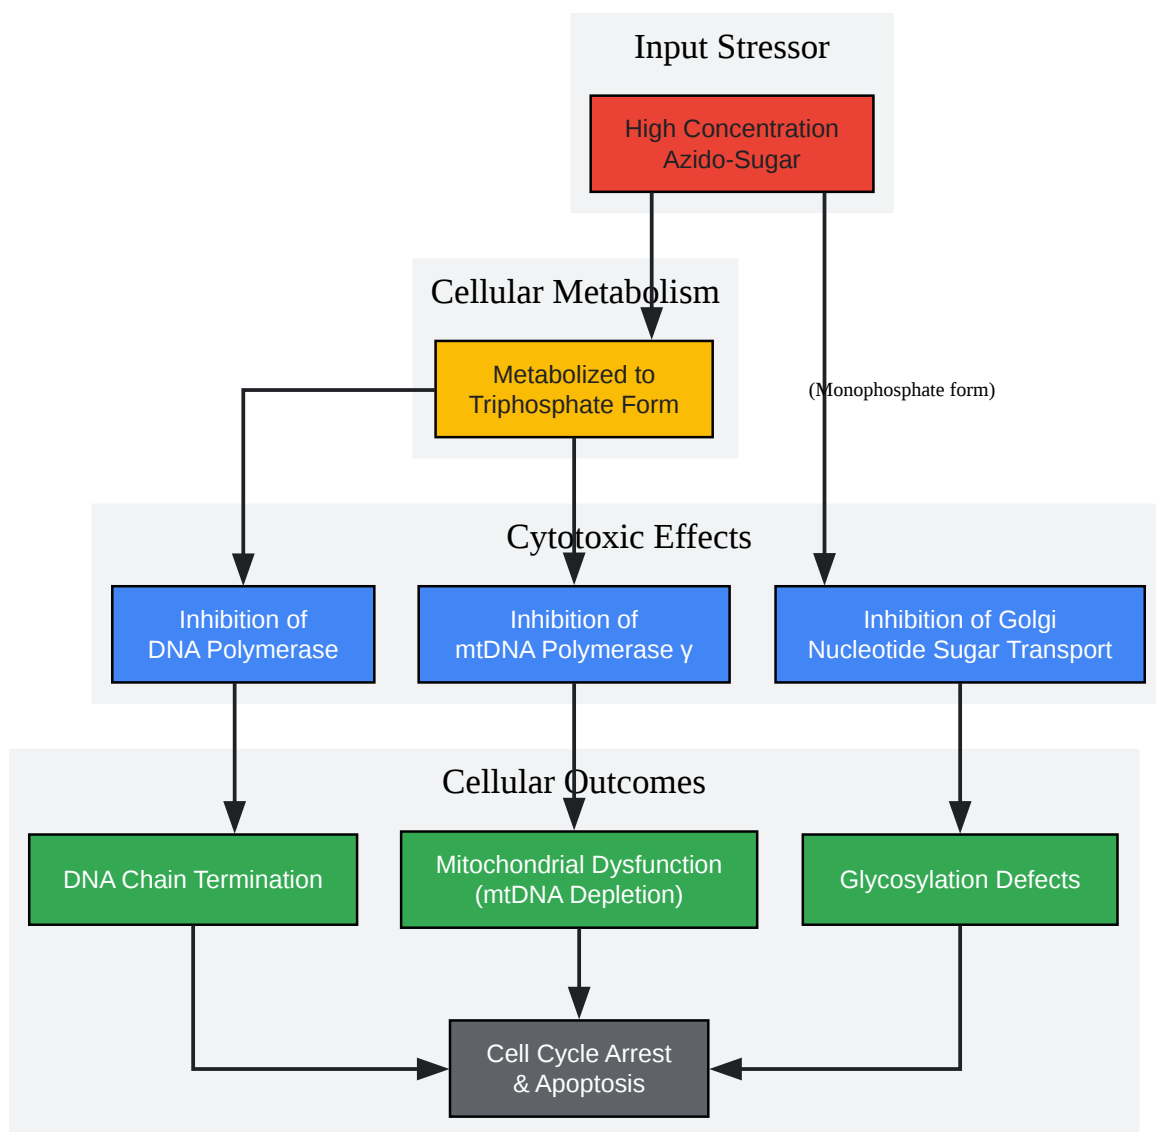 Input Stressor
High Concentration
Azido-Sugar
Cellular Metabolism
Metabolized to
Triphosphate Form
(Monophosphate form)
Cytotoxic Effects
Inhibition of
DNA Polymerase
Inhibition of
mtDNA Polymerase γ
Inhibition of Golgi
Nucleotide Sugar Transport
Cellular Outcomes
DNA Chain Termination
Mitochondrial Dysfunction
(mtDNA Depletion)
Glycosylation Defects
Cell Cycle Arrest
& Apoptosis